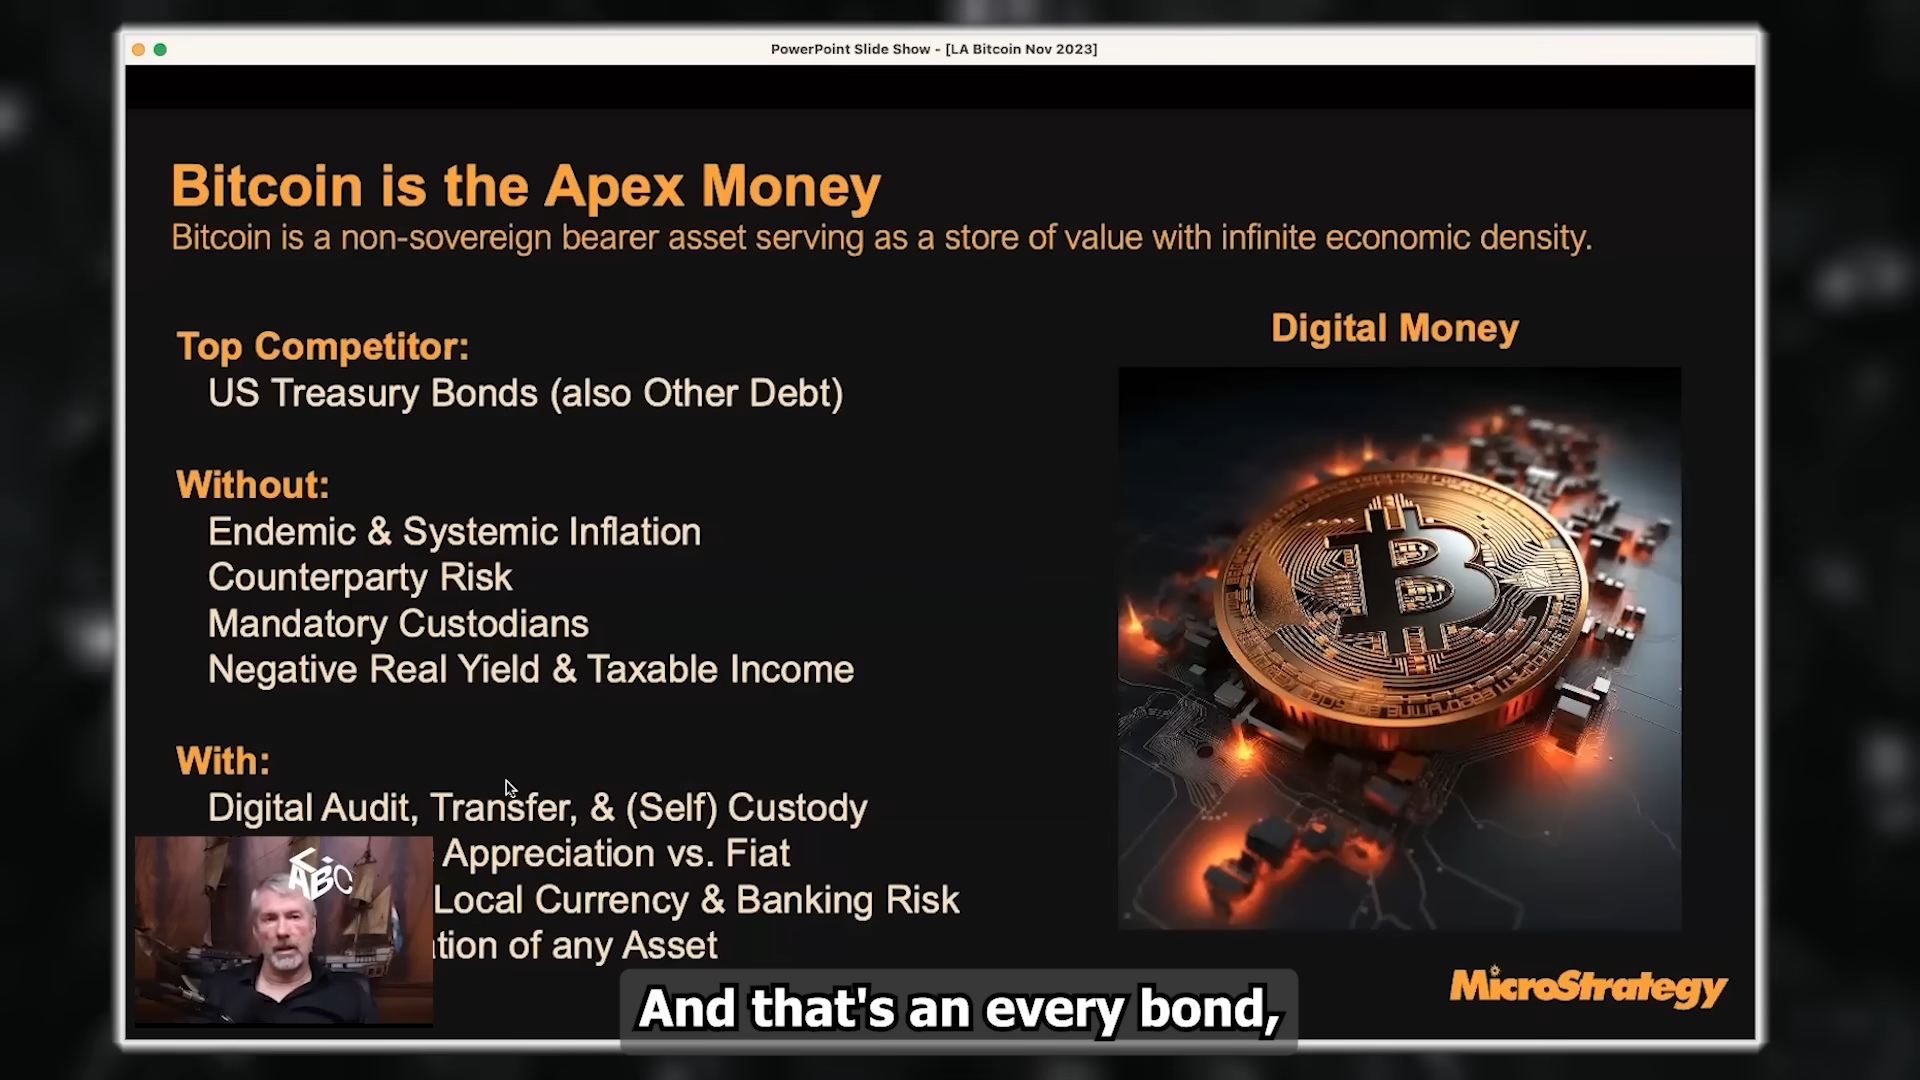 PowerPoint Slide Show - [LA Bitcoin Nov 2023]
Bitcoin is the Apex Money
Bitcoin is a non-sovereign bearer asset serving as a store of value with infinite economic density.
Top Competitor:
US Treasury Bonds (also Other Debt)
Without:
Endemic & Systemic Inflation
Counterparty Risk
Mandatory Custodians
Negative Real Yield & Taxable Income
With:
Digital Audit, Transfer, & (Self) Custody
Appreciation vs. Fiat
Local Currency & Banking Risk
of any Asset
Digital Money
ABC
MicroStrategy
And that's an every bond,